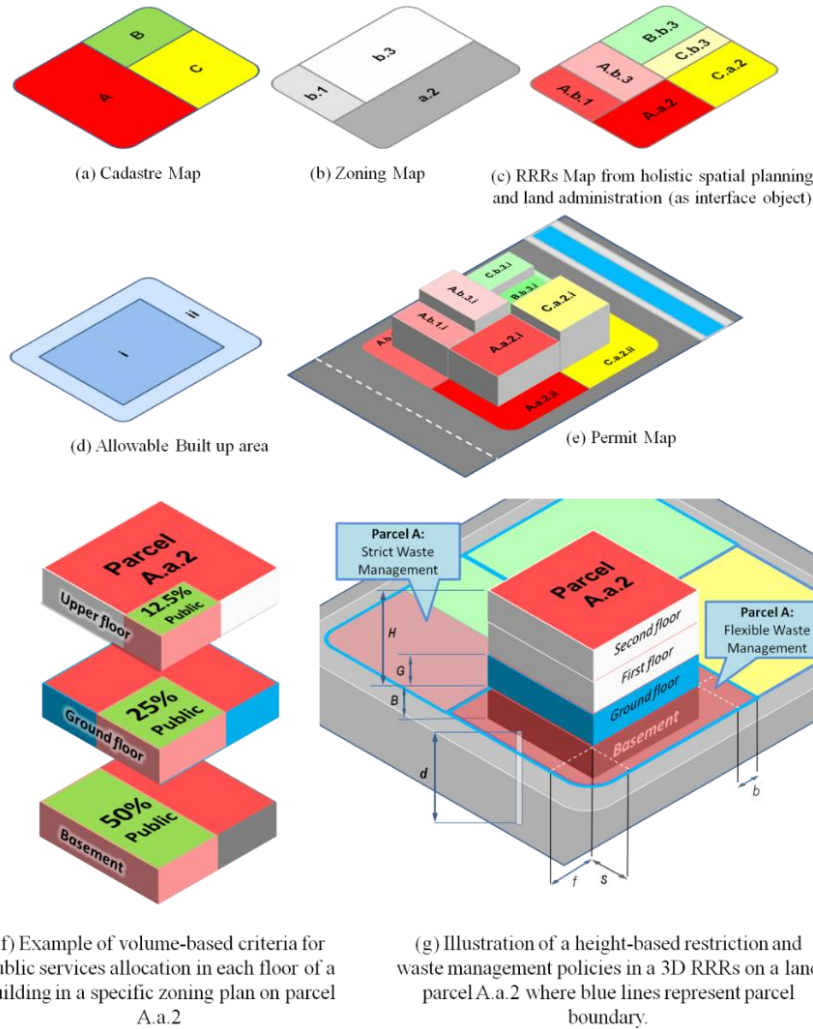 B
A
C
(a) Cadastre Map
b.3
b.1
a.2
(b) Zoning Map
B.b.3
C.b.3
A.b.3
C.a.2
A.b.1
A.a.2
(c) RRRs Map from holistic spatial planning
and land administration (as interface object)
ii
i
(d) Allowable Built up area
C.b.3.i
A.b.3.i
B.b.3.i
C.a.2.i
A.b.1.i
A.a.2.i
A.b
C.a.2.ii
A.a.2.ii
(e) Permit Map
Parcel
A.a.2
12.5%
Public
Upper floor
25%
Public
Ground floor
50%
Public
Basement
f) Example of volume-based criteria for
ublic services allocation in each floor of a
uilding in a specific zoning plan on parcel
A.a.2
Parcel A:
Strict Waste
Management
Parcel
A.a.2
Parcel A:
Flexible Waste
Management
H
G
B
d
Second floor
First floor
Ground floor
Basement
b
f
s
(g) Illustration of a height-based restriction and
waste management policies in a 3D RRRs on a land
parcel A.a.2 where blue lines represent parcel
boundary.